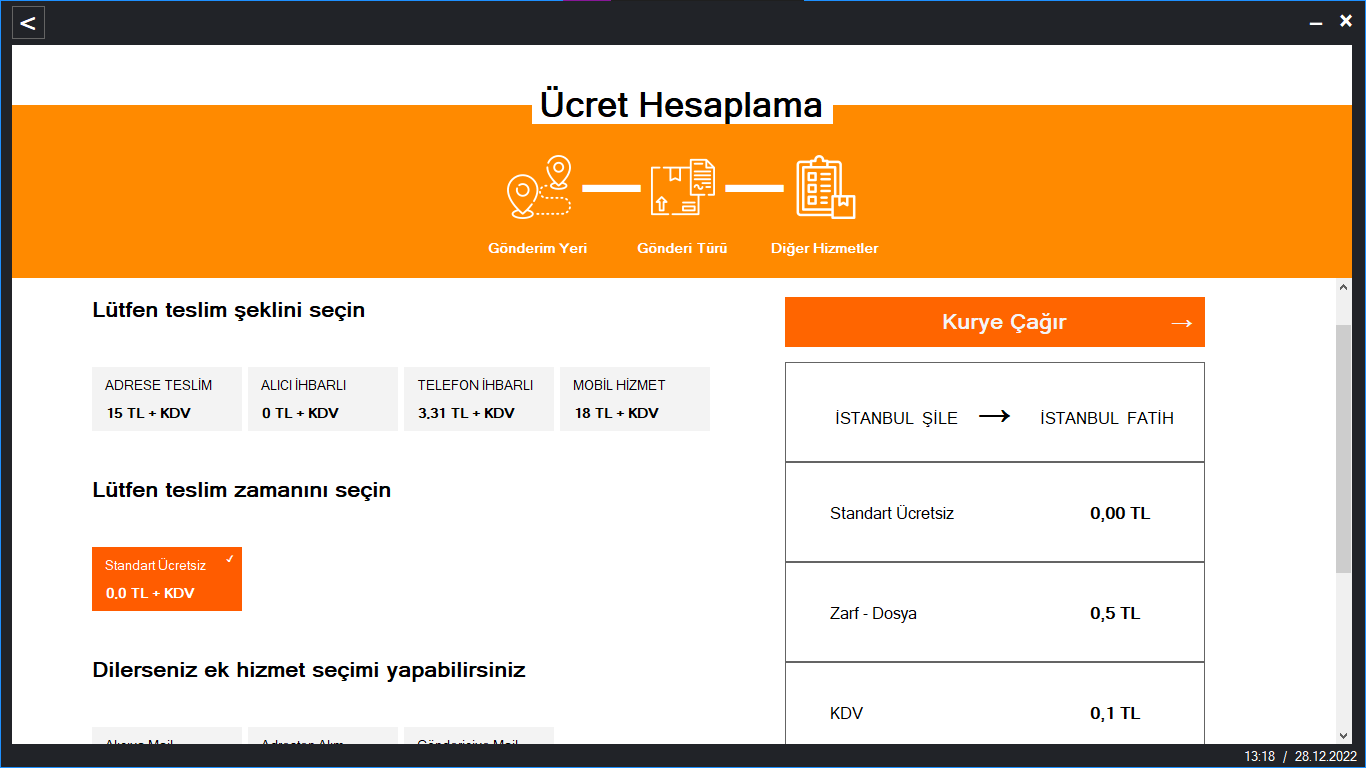 <
Ücret Hesaplama
Gönderim Yeri
Gönderi Türü
Diğer Hizmetler
Lütfen teslim şeklini seçin
ADRESE TESLİM
15 TL + KDV
ALICI İHBARLI
0 TL + KDV
TELEFON İHBARLI
3,31 TL + KDV
MOBİL HİZMET
18 TL + KDV
Lütfen teslim zamanını seçin
Standart Ücretsiz
0,0 TL + KDV
Dilerseniz ek hizmet seçimi yapabilirsiniz
Kurye Çağır →
İSTANBUL ŞİLE → İSTANBUL FATİH
Standart Ücretsiz 0,00 TL
Zarf - Dosya 0,5 TL
KDV 0,1 TL
13:18 / 28.12.2022